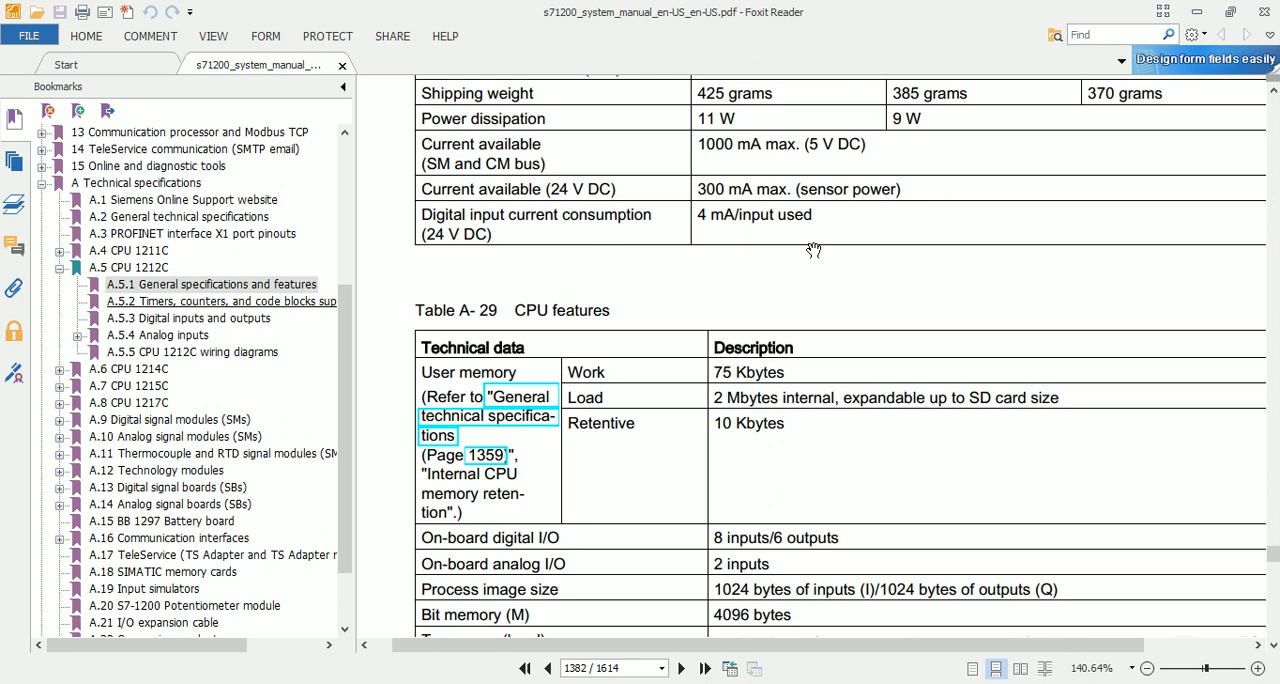 s71200_system_manual_en-US_en-US.pdf - Foxit Reader
FILE HOME COMMENT VIEW FORM PROTECT SHARE HELP
Find
Start
s71200_system_manual_...
Design form fields easily
Bookmarks
13 Communication processor and Modbus TCP
14 TeleService communication (SMTP email)
15 Online and diagnostic tools
A Technical specifications
A.1 Siemens Online Support website
A.2 General technical specifications
A.3 PROFINET interface X1 port pinouts
A.4 CPU 1211C
A.5 CPU 1212C
A.5.1 General specifications and features
A.5.2 Timers, counters, and code blocks sup
A.5.3 Digital inputs and outputs
A.5.4 Analog inputs
A.5.5 CPU 1212C wiring diagrams
A.6 CPU 1214C
A.7 CPU 1215C
A.8 CPU 1217C
A.9 Digital signal modules (SMs)
A.10 Analog signal modules (SMs)
A.11 Thermocouple and RTD signal modules (SM
A.12 Technology modules
A.13 Digital signal boards (SBs)
A.14 Analog signal boards (SBs)
A.15 BB 1297 Battery board
A.16 Communication interfaces
A.17 TeleService (TS Adapter and TS Adapter r
A.18 SIMATIC memory cards
A.19 Input simulators
A.20 S7-1200 Potentiometer module
A.21 I/O expansion cable
Shipping weight 425 grams 385 grams 370 grams
Power dissipation 11 W 9 W
Current available 1000 mA max. (5 V DC)
(SM and CM bus)
Current available (24 V DC) 300 mA max. (sensor power)
Digital input current consumption 4 mA/input used
(24 V DC)
Table A- 29 CPU features
Technical data Description
User memory Work 75 Kbytes
(Refer to "General Load 2 Mbytes internal, expandable up to SD card size
technical specifica-
Retentive 10 Kbytes
tions
(Page 1359)",
"Internal CPU
memory reten-
tion".)
On-board digital I/O 8 inputs/6 outputs
On-board analog I/O 2 inputs
Process image size 1024 bytes of inputs (I)/1024 bytes of outputs (Q)
Bit memory (M) 4096 bytes
1382 / 1614
140.64%